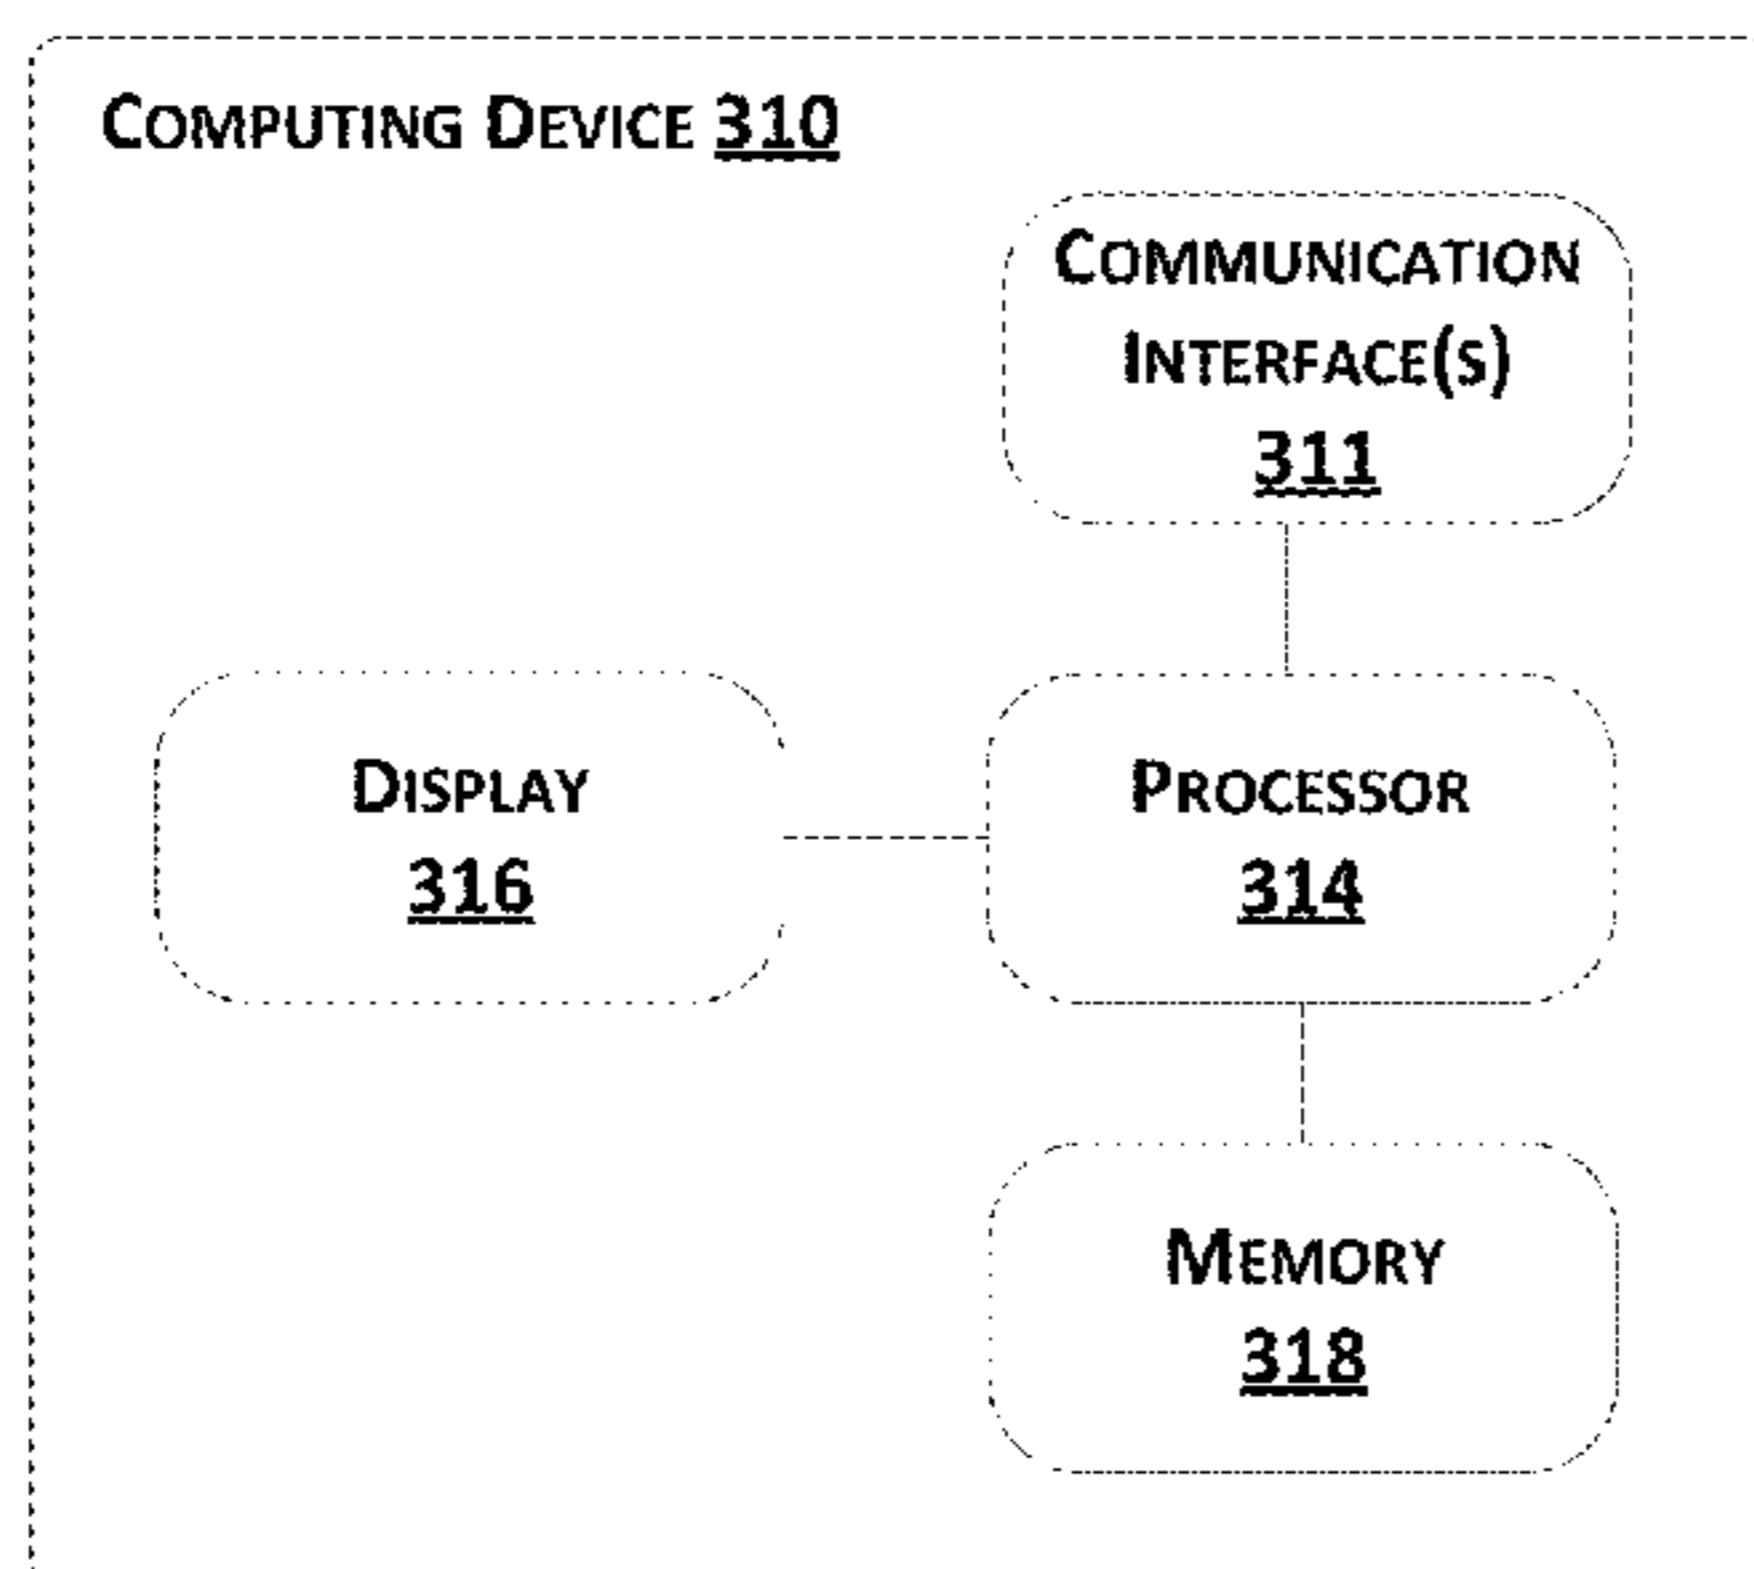 COMPUTING DEVICE 310
COMMUNICATION
INTERFACE(S)
311
DISPLAY
316
PROCESSOR
314
MEMORY
318